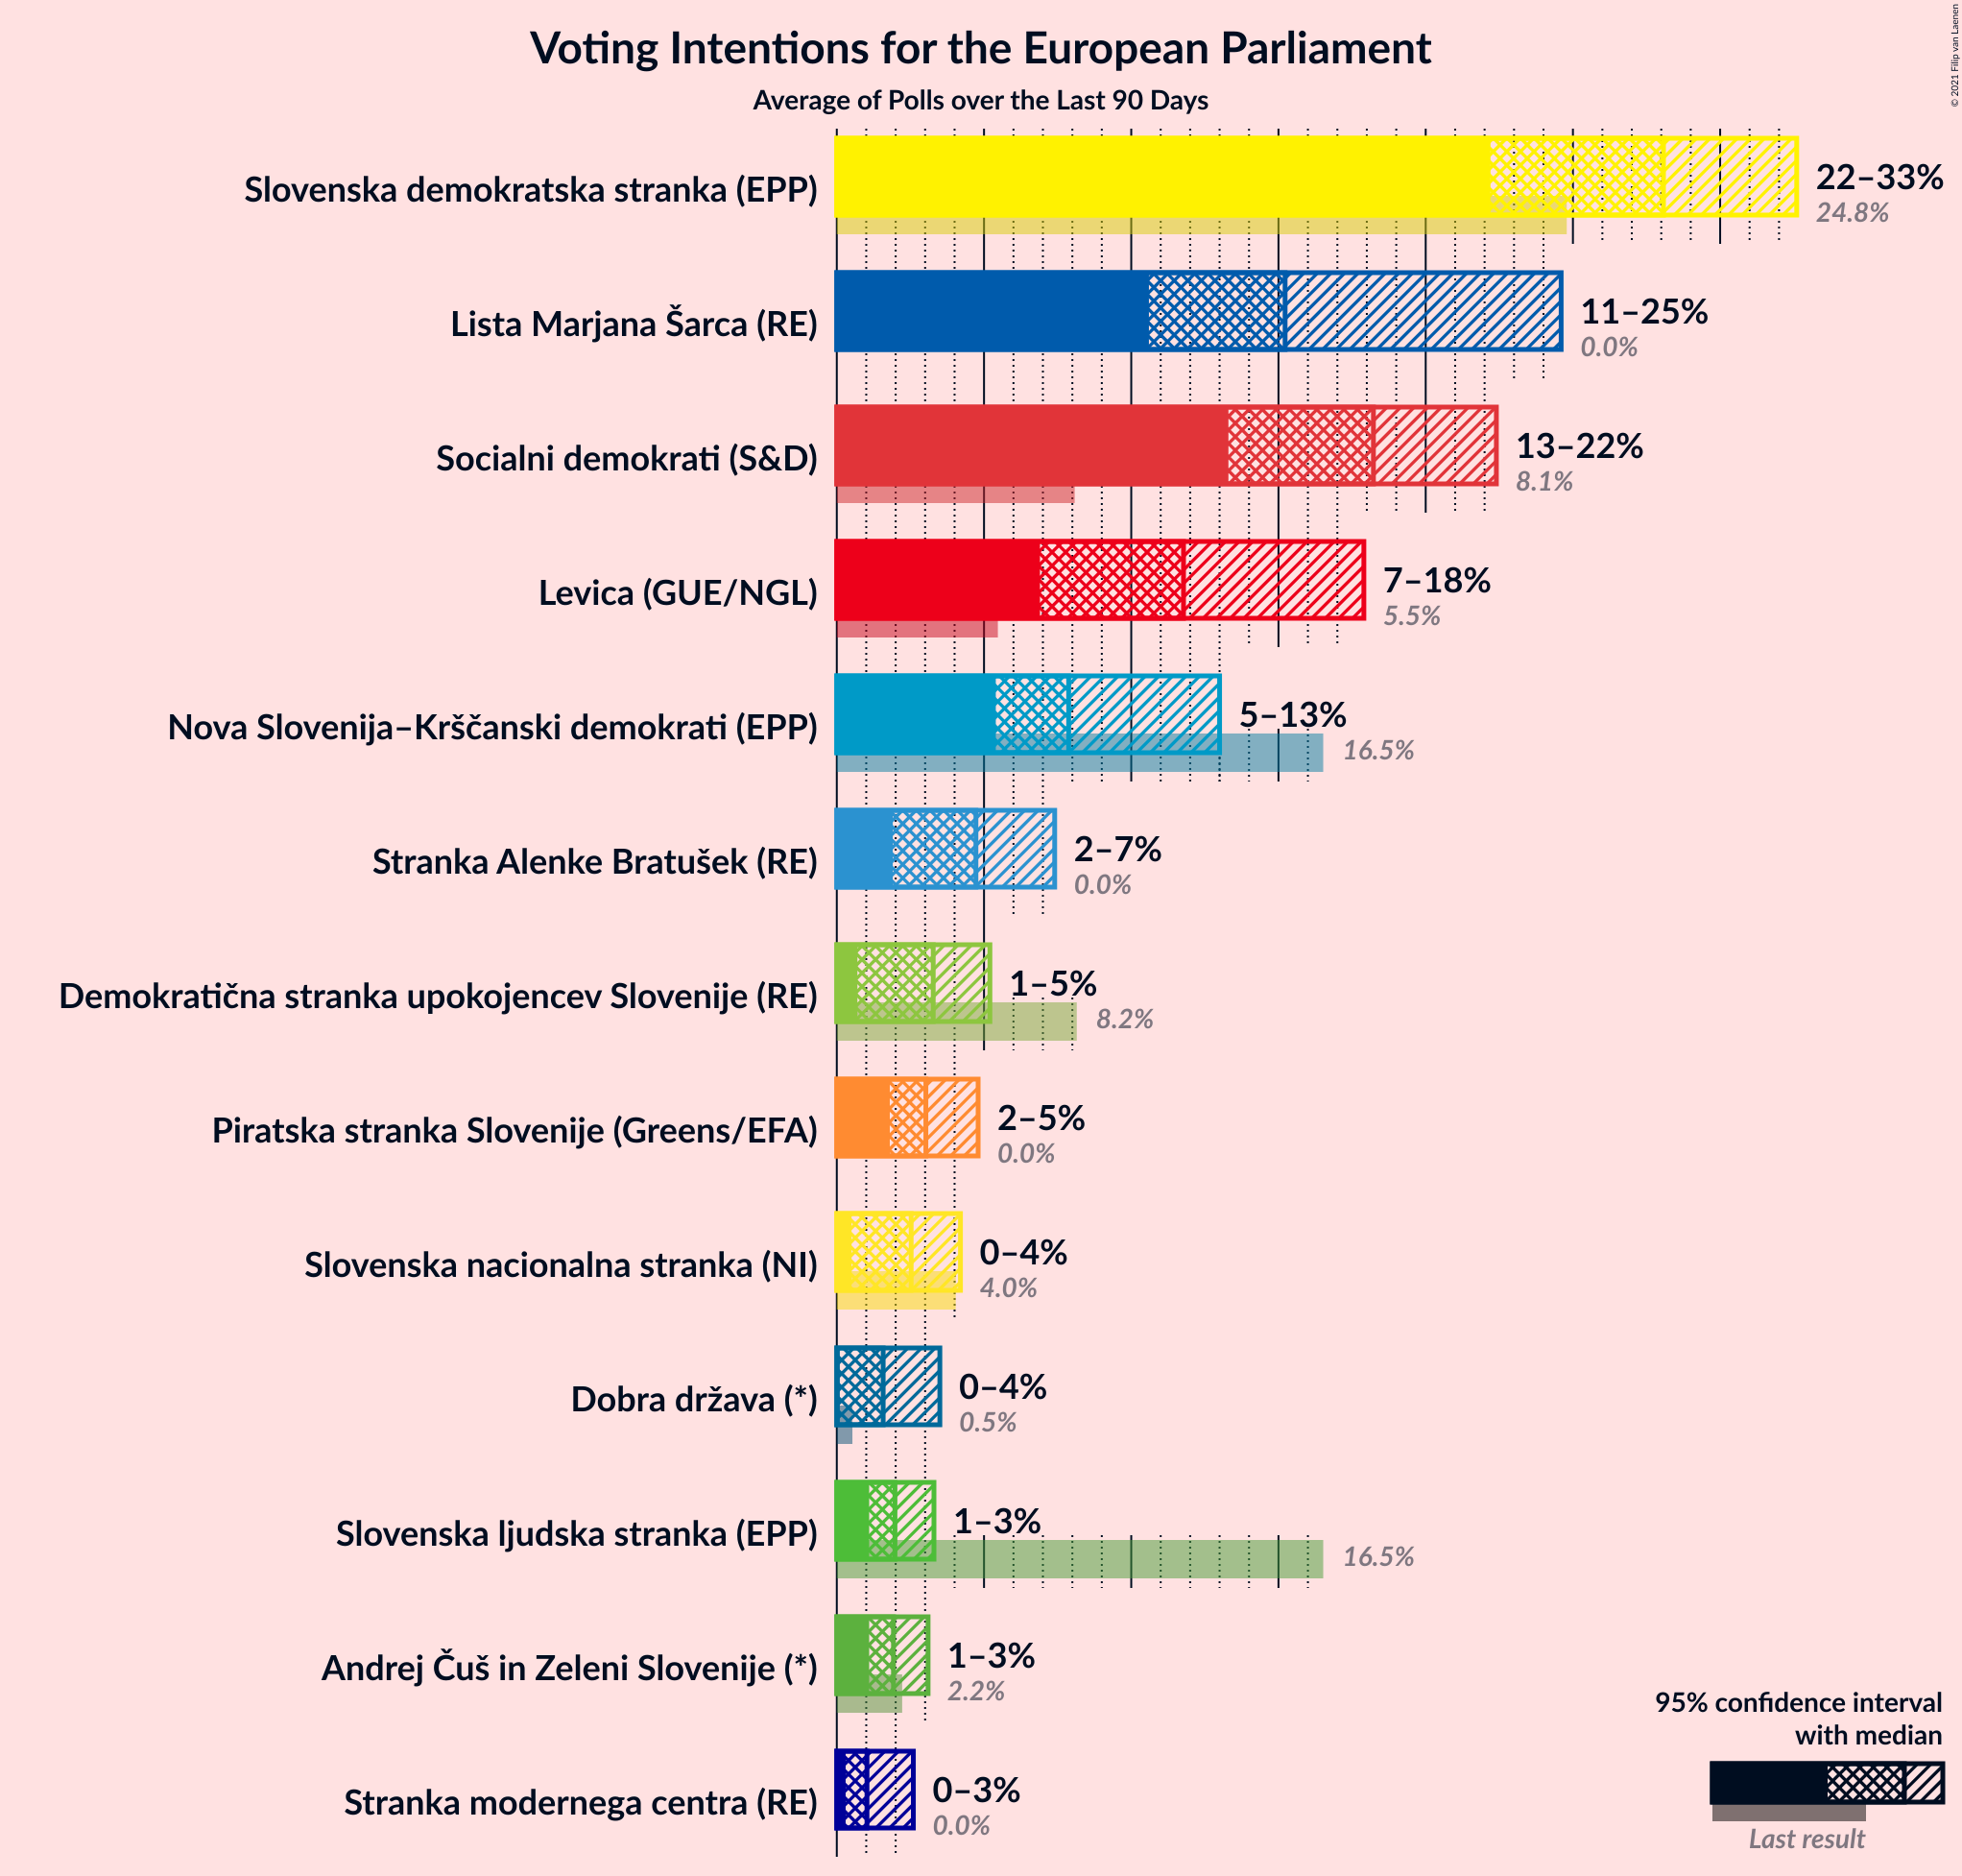 Voting Intentions for the European Parliament
Average of Polls over the Last 90 Days
© 2021 Filip van Laenen
Slovenska demokratska stranka (EPP)
22–33%
24.8%
Lista Marjana Šarca (RE)
11–25%
0.0%
Socialni demokrati (S&D)
13–22%
8.1%
Levica (GUE/NGL)
7–18%
5.5%
Nova Slovenija–Krščanski demokrati (EPP)
5–13%
16.5%
Stranka Alenke Bratušek (RE)
2–7%
0.0%
Demokratična stranka upokojencev Slovenije (RE)
1–5%
8.2%
Piratska stranka Slovenije (Greens/EFA)
2–5%
0.0%
Slovenska nacionalna stranka (NI)
0–4%
4.0%
Dobra država (*)
0–4%
0.5%
Slovenska ljudska stranka (EPP)
1–3%
16.5%
Andrej Čuš in Zeleni Slovenije (*)
1–3%
2.2%
Stranka modernega centra (RE)
0–3%
0.0%
95% confidence interval
with median
Last result